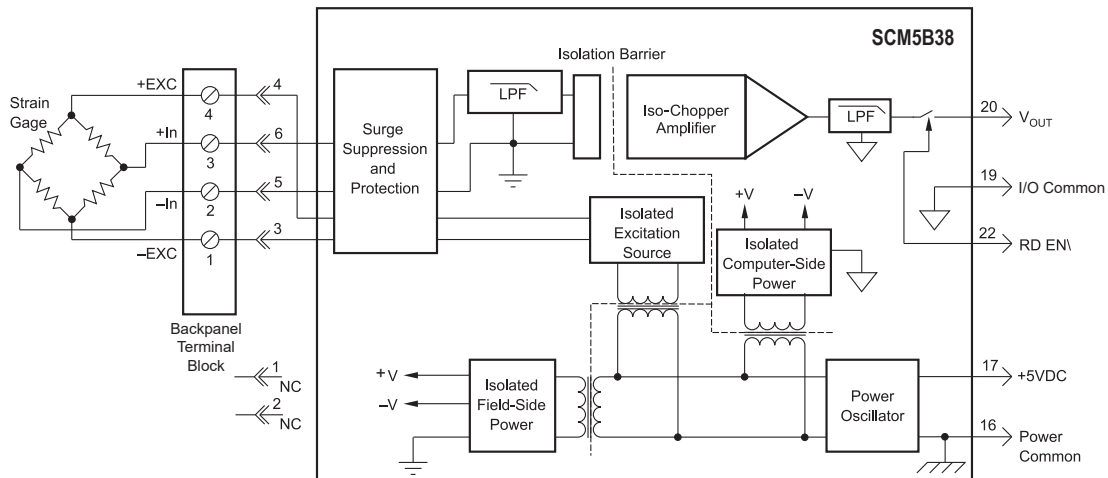 SCM5B38
Isolation Barrier
Strain
Gage
+EXC
4
4
+In
3
6
–In
2
5
–EXC
1
3
Backpanel
Terminal
Block
1
NC
2
NC
Surge
Suppression
and
Protection
LPF
Iso-Chopper
Amplifier
LPF
20
VOUT
19
I/O Common
22
RD EN\
Isolated
Excitation
Source
+V
–V
Isolated
Computer-Side
Power
+V
–V
Isolated
Field-Side
Power
Power
Oscillator
17
+5VDC
16
Power
Common